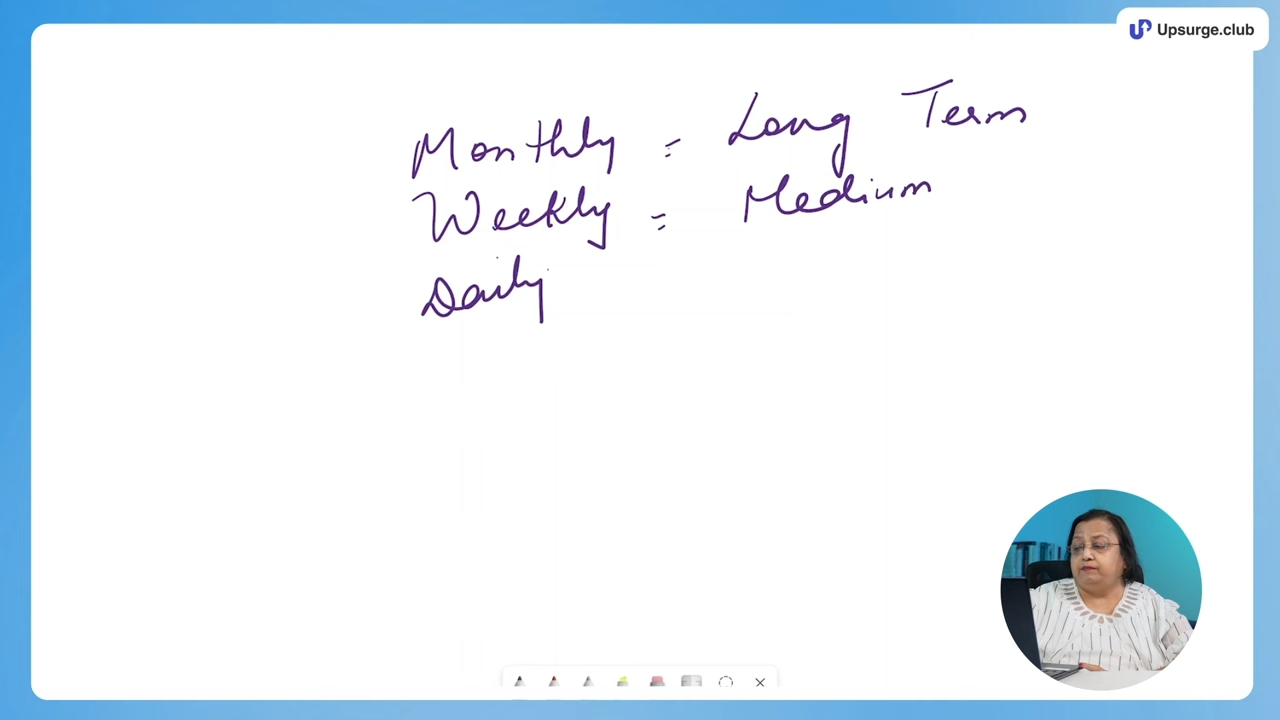 Upsurge.club
Monthly = Long Term
Weekly = Medium
Daily